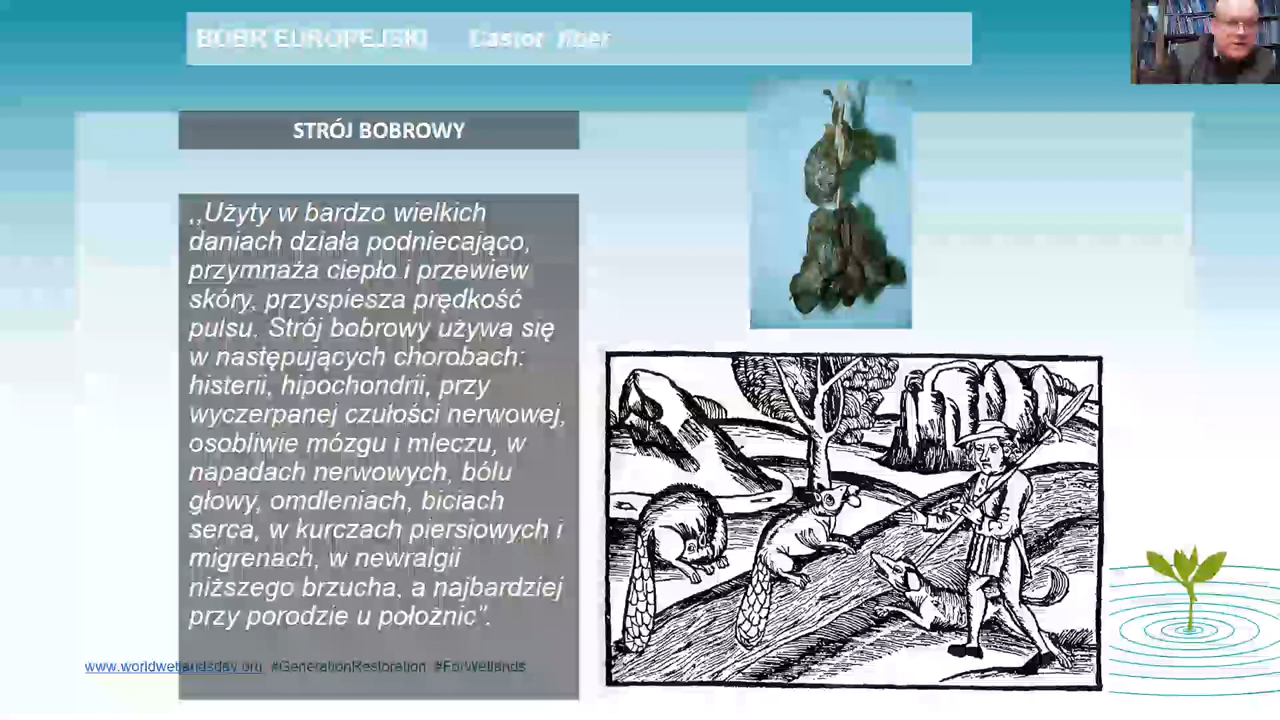 BOBR EUROPEJSKI Castor fiber
STRÓJ BOBROWY
,,Użyty w bardzo wielkich
daniach działa podniecająco,
przymnaża ciepło i przewiew
skóry, przyspiesza prędkość
pulsu. Strój bobrowy używa się
w następujących chorobach:
histerii, hipochondrii, przy
wyczerpanej czułości nerwowej,
osobliwie mózgu i mleczu, w
napadach nerwowych, bólu
głowy, omdleniach, biciach
serca, w kurczach piersiowych i
migrenach, w newralgii
niższego brzucha, a najbardziej
przy porodzie u położnic".
www.worldwetlandsday.org #GenerationRestoration #ForWetlands